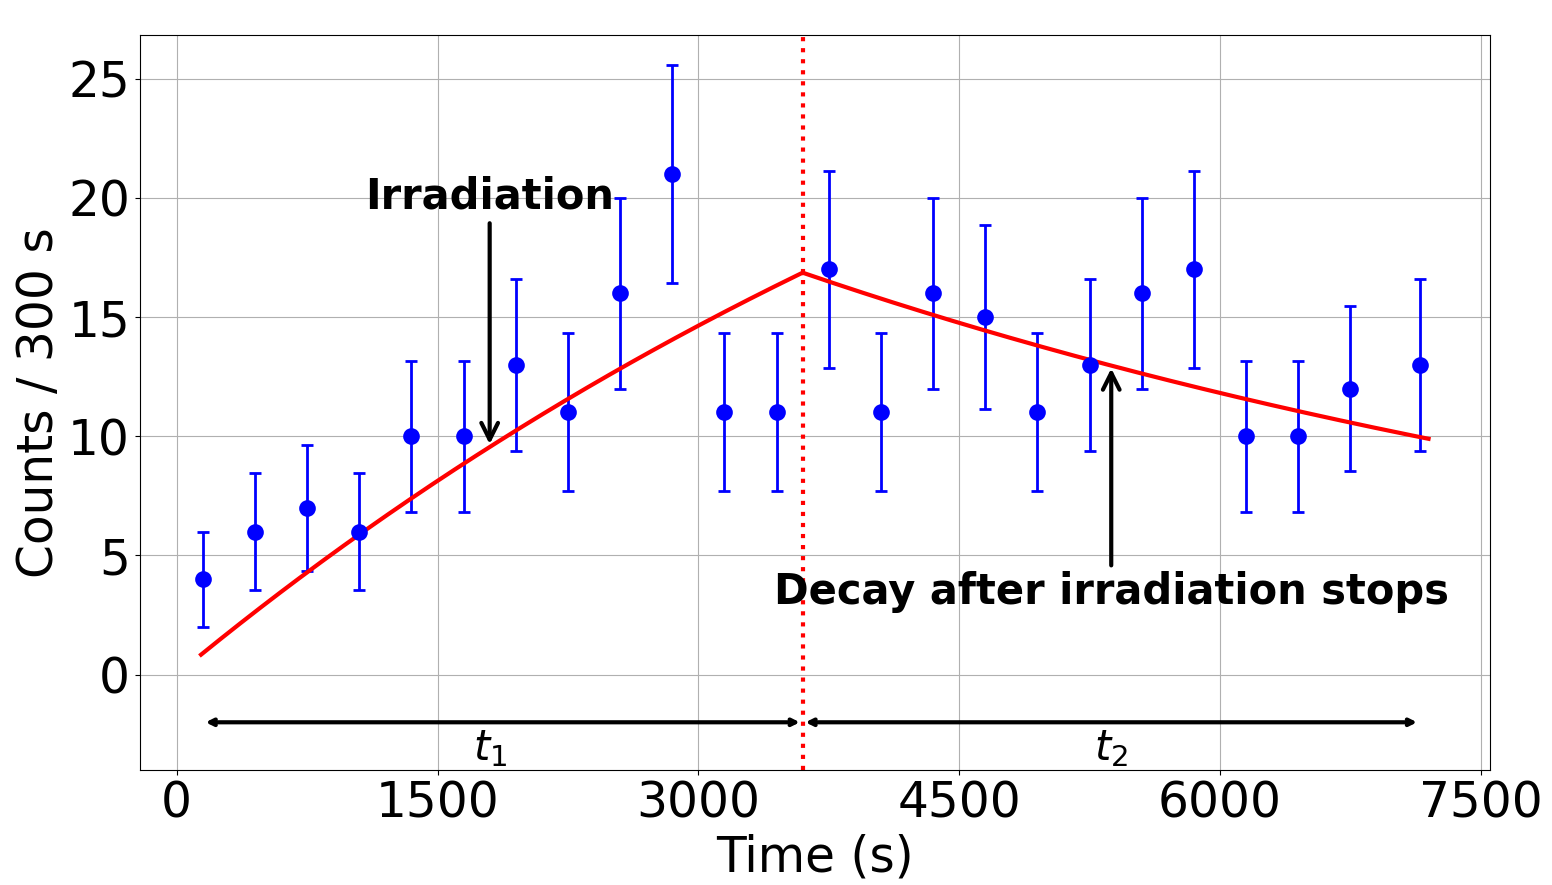 Counts / 300 s
25
20
15
10
5
0
Irradiation
Decay after irradiation stops
t₁
t₂
0 1500 3000 4500 6000 7500
Time (s)